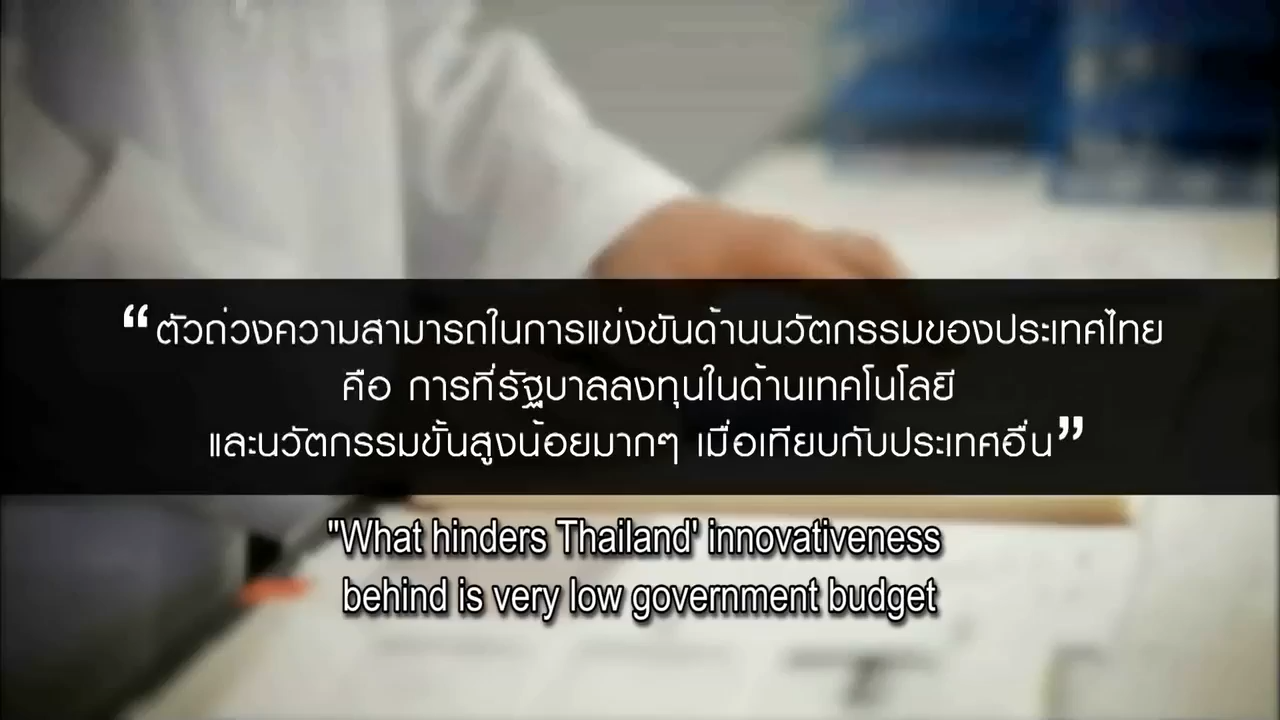 “ตัวถ่วงความสามารถในการแข่งขันด้านนวัตกรรมของประเทศไทย
คือ การที่รัฐบาลลงทุนในด้านเทคโนโลยี
และนวัตกรรมขั้นสูงน้อยมากๆ เมื่อเทียบกับประเทศอื่น”
"What hinders Thailand' innovativeness
behind is very low government budget